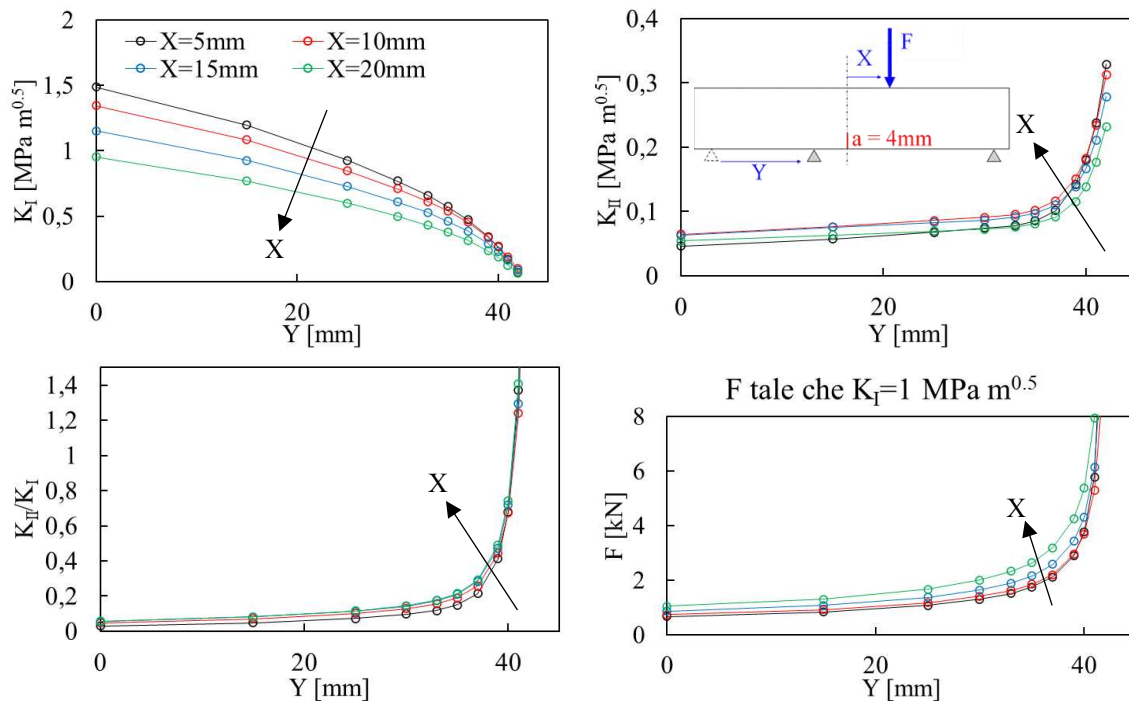 2
1.5
1
0.5
0
0
20
40
K_I [MPa m^0.5]
Y [mm]
X=5mm
X=10mm
X=15mm
X=20mm
X
0,4
0,3
0,2
0,1
0
0
20
40
K_II [MPa m^0.5]
Y [mm]
F
X
a = 4mm
Y
X
1,4
1,2
1
0,8
0,6
0,4
0,2
0
0
20
40
K_II/K_I
Y [mm]
X
F tale che K_I=1 MPa m^0.5
8
6
4
2
0
0
20
40
F [kN]
Y [mm]
X